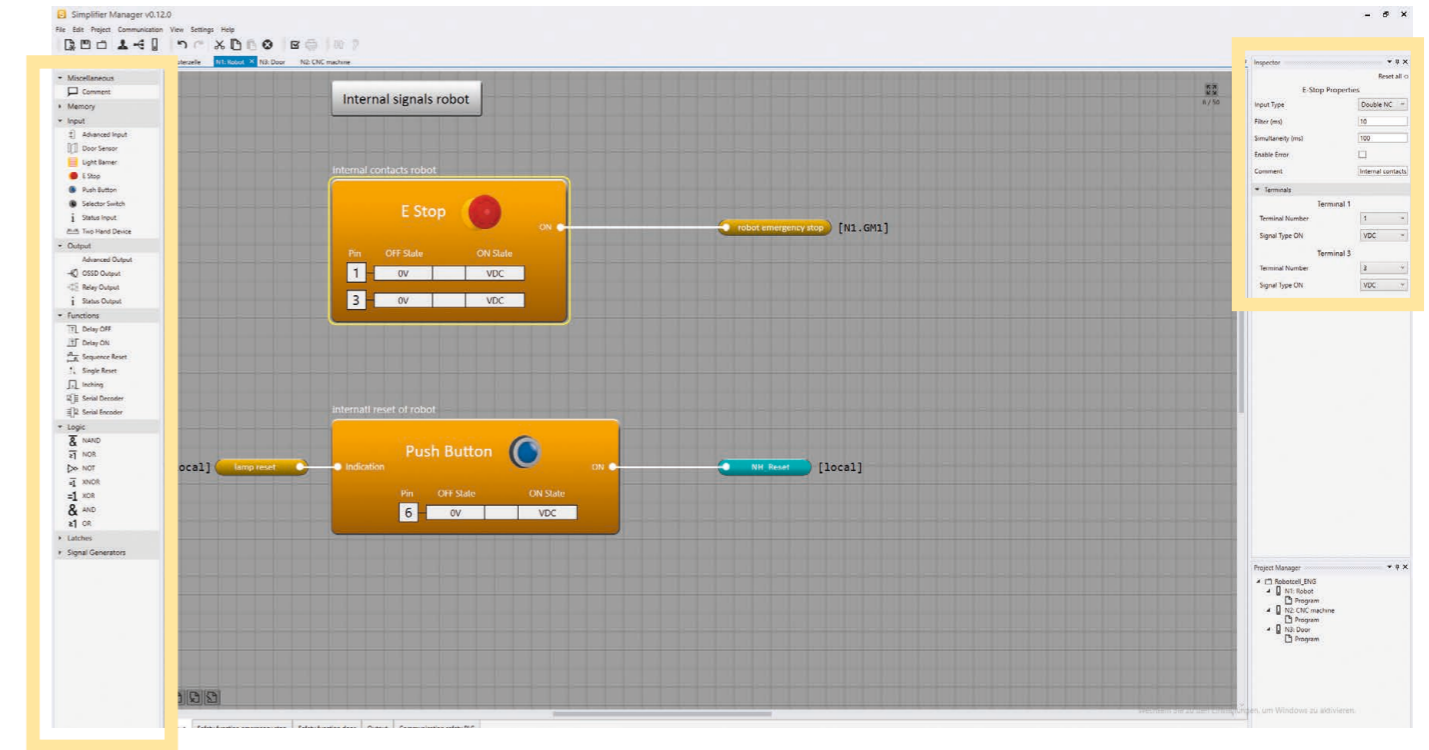 Simplifier Manager v0.12.0
File Edit Project Communication View Settings Help
N1: Robot N3: Door N2: CNC machine
Miscellaneous
Comment
Memory
Input
Advanced Input
Door Sensor
Light Barrier
E Stop
Push Button
Selector Switch
Status Input
Two Hand Device
Output
Advanced Output
OSSD Output
Relay Output
Status Output
Functions
Delay OFF
Delay ON
Sequence Reset
Single Reset
Inching
Serial Decoder
Serial Encoder
Logic
NAND
NOR
NOT
XNOR
XOR
AND
OR
Latches
Signal Generators
Internal signals robot
Internal contacts robot
E Stop
ON
Pin OFF State ON State
1 0V VDC
3 0V VDC
robot emergency stop [N1.GM1]
internatl reset of robot
Push Button
ocal] lamp reset Indication ON
Pin OFF State ON State
6 0V VDC
NH_Reset [local]
Inspector
Reset all
E-Stop Properties
Input Type Double NC
Filter (ms) 10
Simultaneity (ms) 100
Enable Error
Comment Internal contacts
Terminals
Terminal 1
Terminal Number 1
Signal Type ON VDC
Terminal 3
Terminal Number 3
Signal Type ON VDC
Project Manager
Robotcell_ENG
N1: Robot
Program
N2: CNC machine
Program
N3: Door
Program
um Windows zu aktivieren.